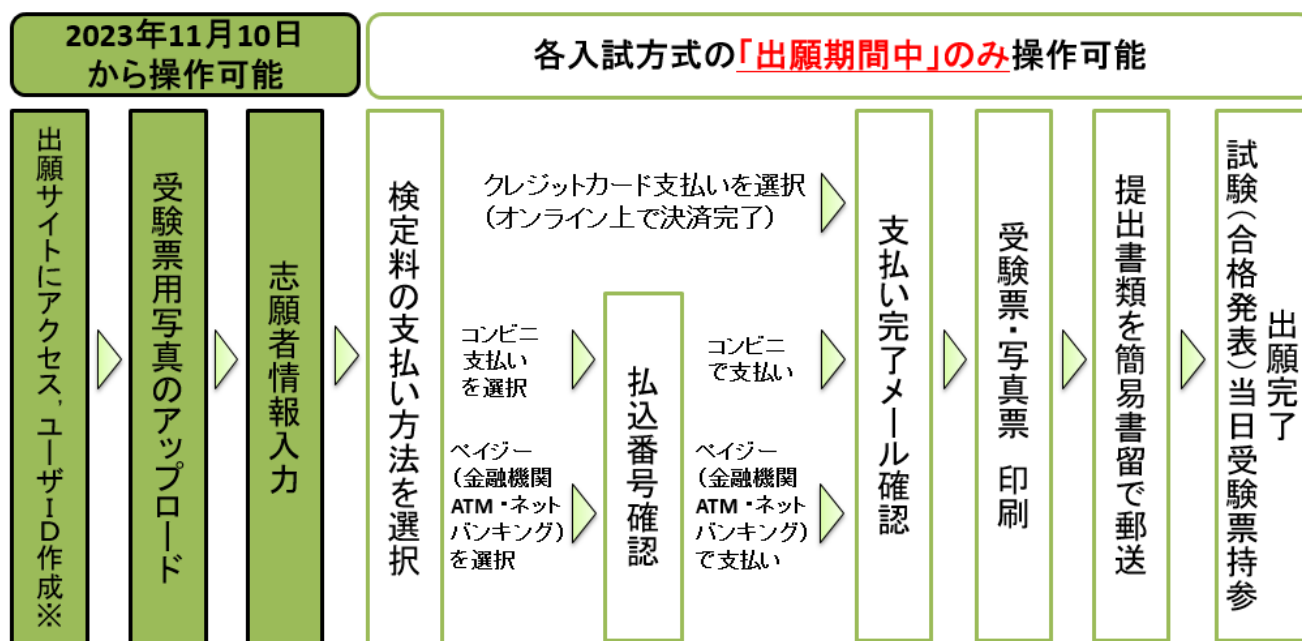 2023年11月10日
から操作可能
各入試方式の「出願期間中」のみ操作可能
出願サイトにアクセス,ユーザID作成※
受験票用写真のアップロード
志願者情報入力
検定料の支払い方法を選択
クレジットカード支払いを選択
(オンライン上で決済完了)
コンビニ
支払い
を選択
ペイジー
(金融機関
ATM・ネット
バンキング)
を選択
払込番号確認
コンビニ
で支払い
ペイジー
(金融機関
ATM・ネット
バンキング)
で支払い
支払い完了メール確認
受験票・写真票 印刷
提出書類を簡易書留で郵送
出願完了
試験(合格発表)当日受験票持参